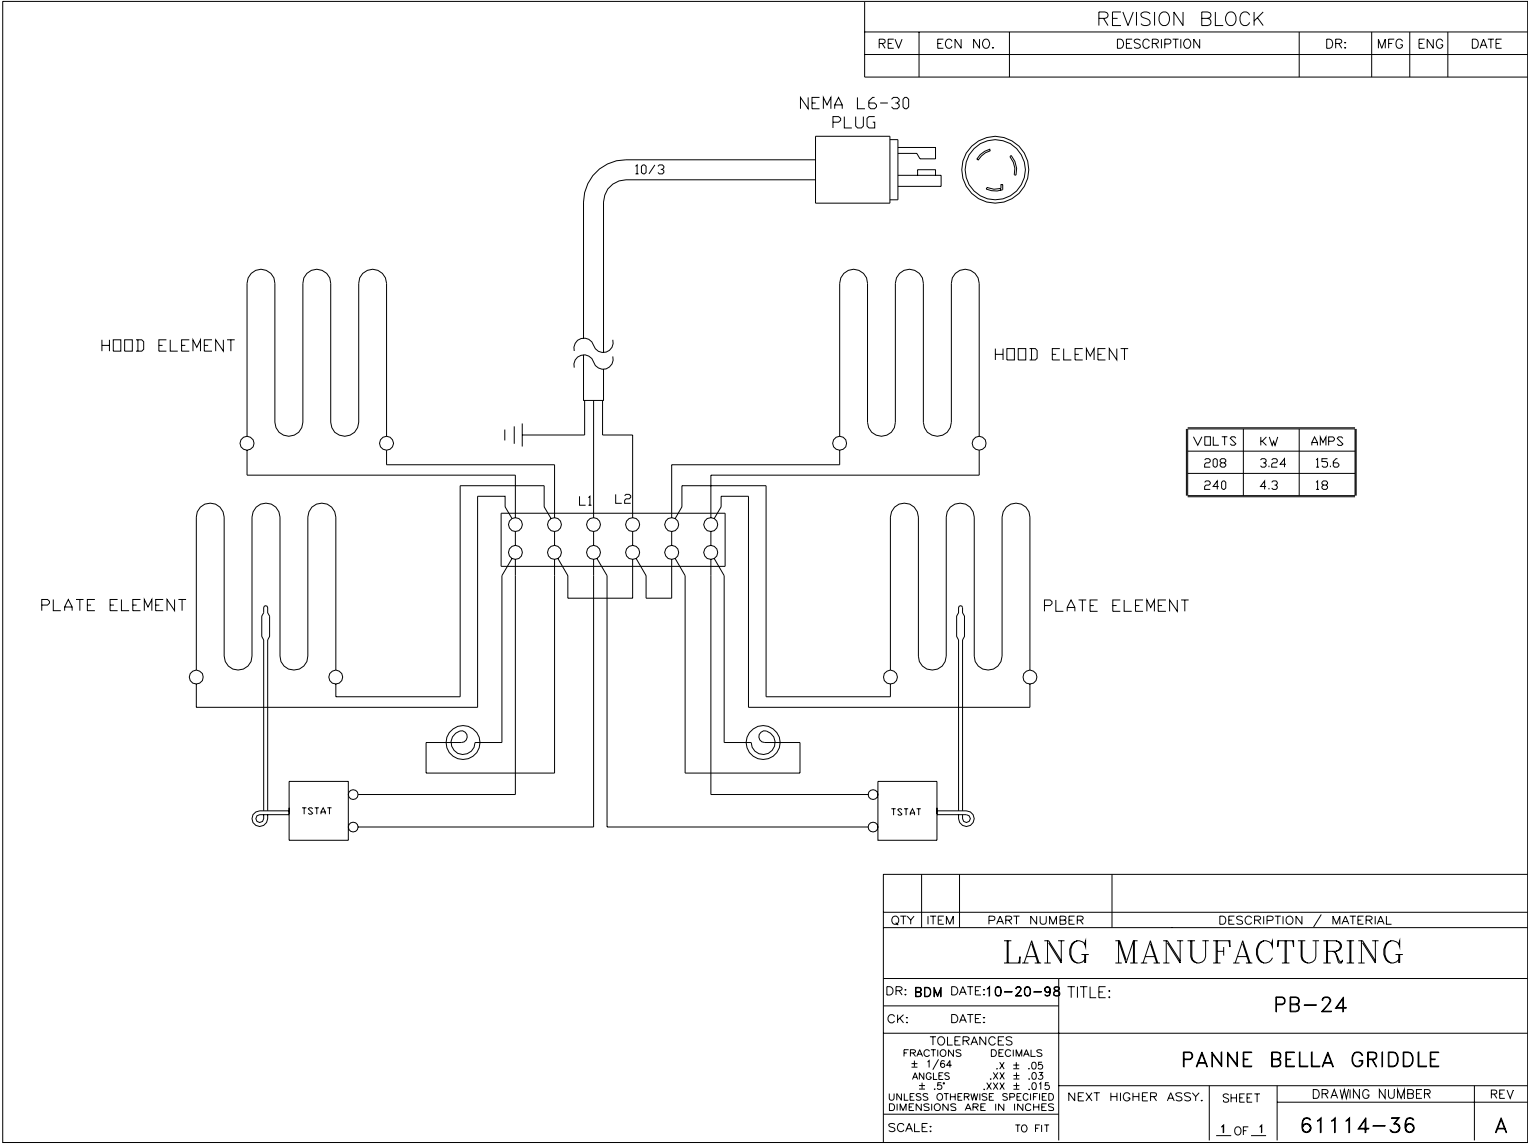 REVISION BLOCK
REV ECN NO. DESCRIPTION DR: MFG ENG DATE
NEMA L6-30
PLUG
10/3
HOOD ELEMENT
HOOD ELEMENT
VOLTS KW AMPS
208 3.24 15.6
240 4.3 18
L1 L2
PLATE ELEMENT
PLATE ELEMENT
TSTAT
TSTAT
QTY ITEM PART NUMBER DESCRIPTION / MATERIAL
LANG MANUFACTURING
DR: BDM DATE:10-20-98
TITLE:
PB-24
CK: DATE:
TOLERANCES
FRACTIONS DECIMALS
± 1/64 .X ± .05
ANGLES .XX ± .03
± .5° .XXX ± .015
UNLESS OTHERWISE SPECIFIED
DIMENSIONS ARE IN INCHES
SCALE: TO FIT
PANNE BELLA GRIDDLE
NEXT HIGHER ASSY.
SHEET
1 OF 1
DRAWING NUMBER
61114-36
REV
A